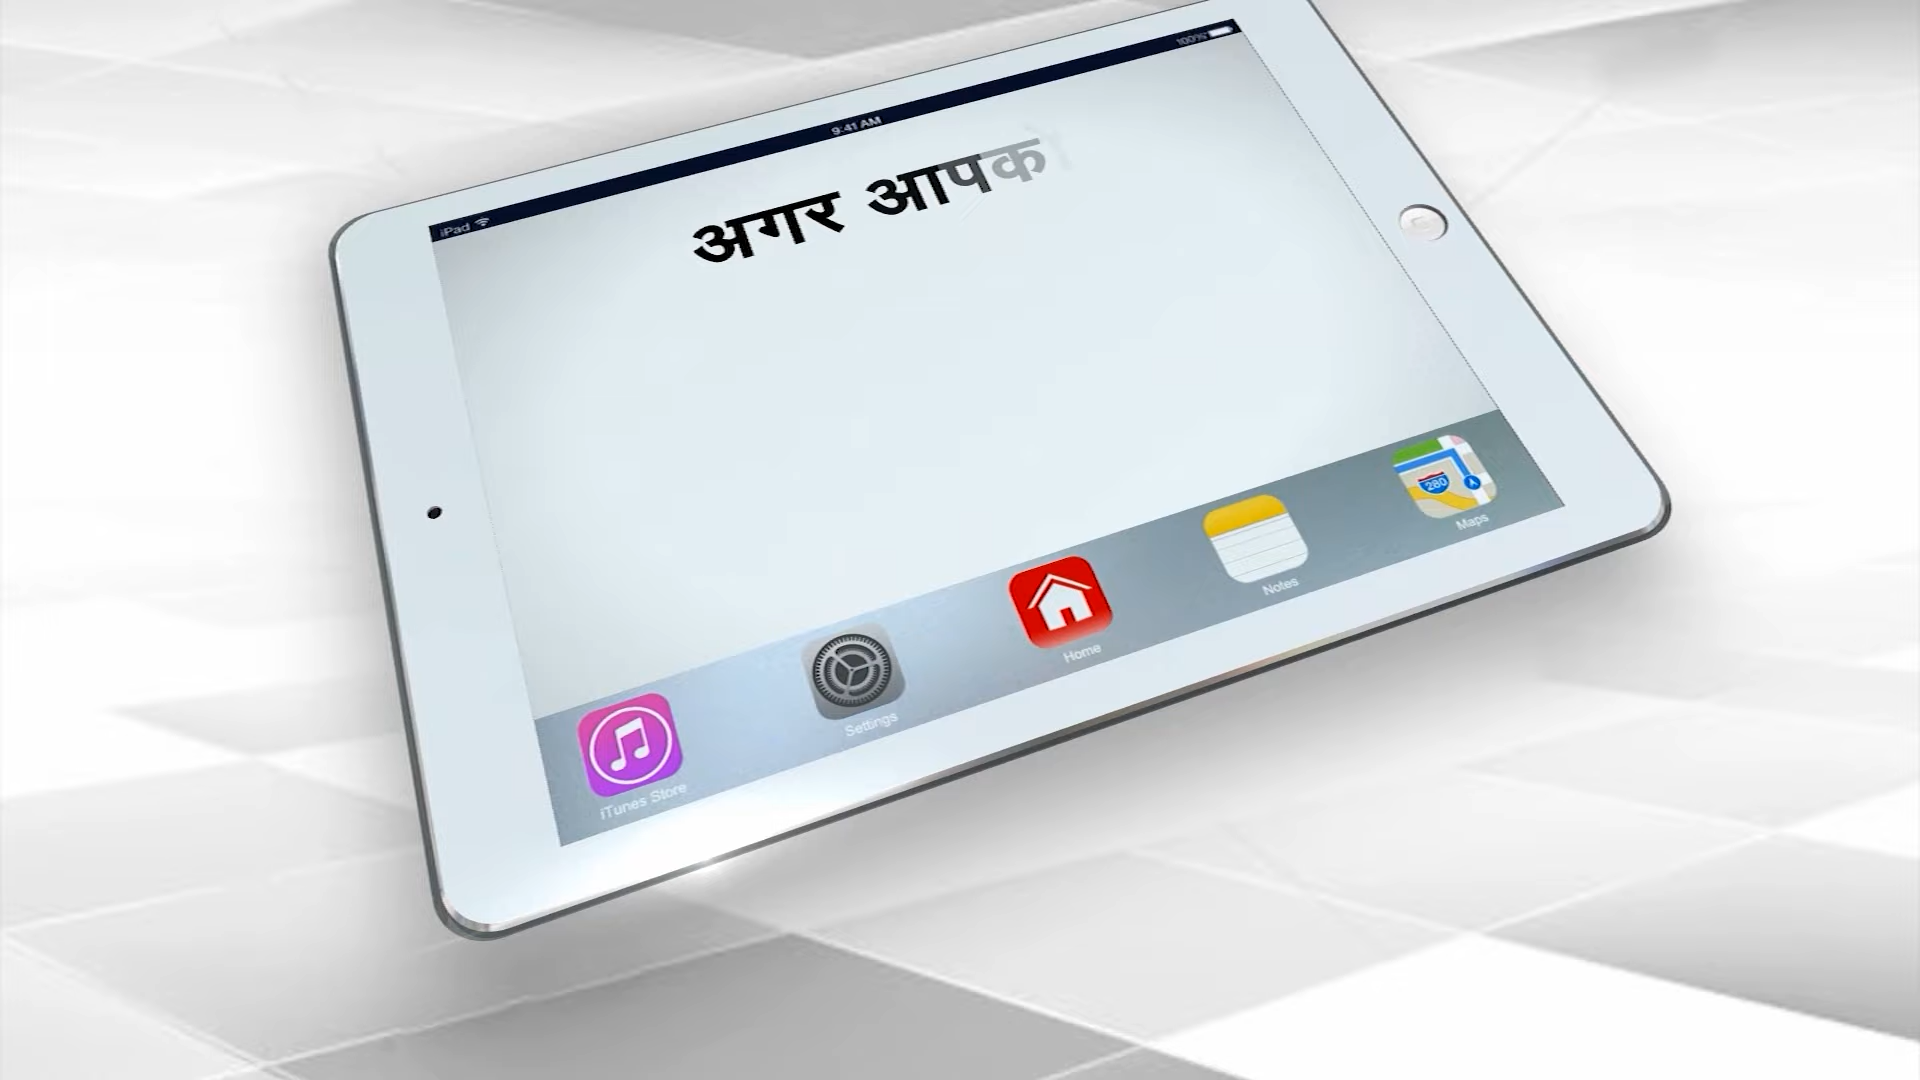 iPad
9:41 AM
100%
अगर आपक
iTunes Store
Settings
Home
Notes
Maps
280